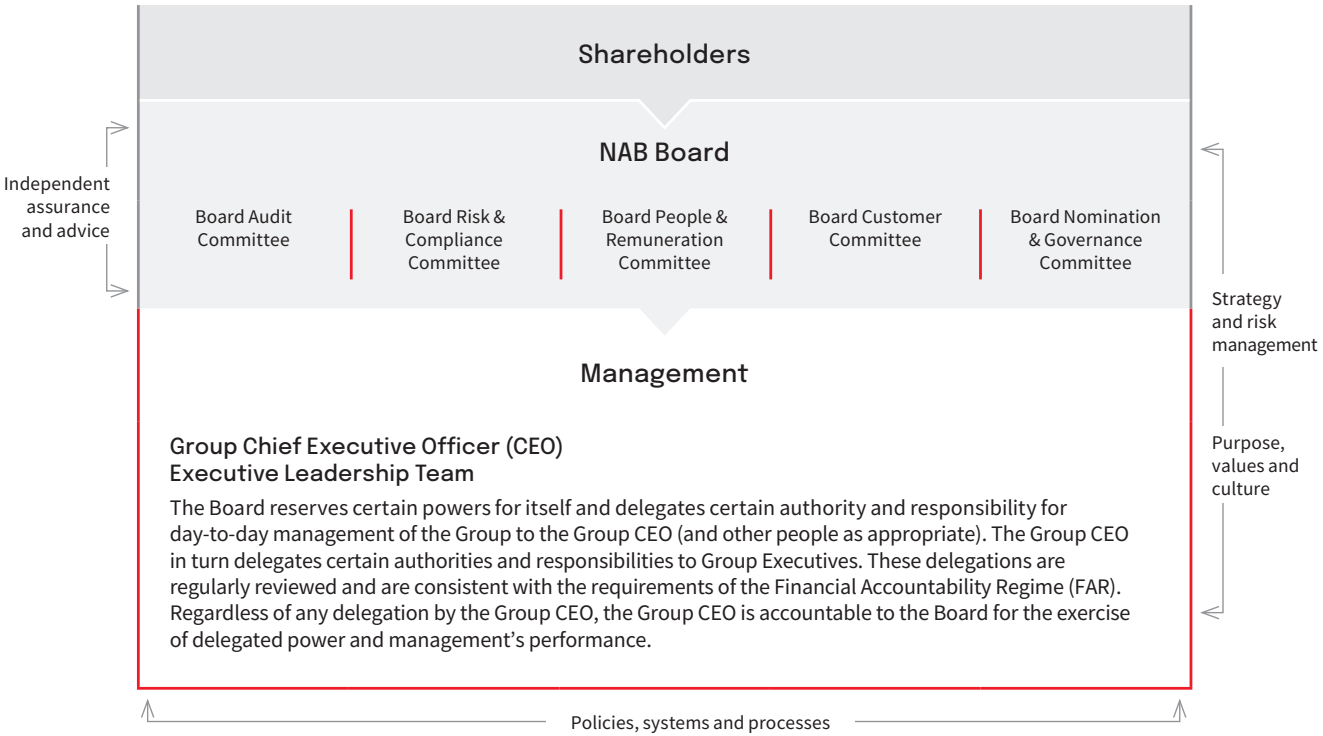 Shareholders
NAB Board
Independent
assurance
and advice
Board Audit
Committee
Board Risk &
Compliance
Committee
Board People &
Remuneration
Committee
Board Customer
Committee
Board Nomination
& Governance
Committee
Strategy
and risk
management
Management
Purpose,
values and
culture
Group Chief Executive Officer (CEO)
Executive Leadership Team
The Board reserves certain powers for itself and delegates certain authority and responsibility for
day-to-day management of the Group to the Group CEO (and other people as appropriate). The Group CEO
in turn delegates certain authorities and responsibilities to Group Executives. These delegations are
regularly reviewed and are consistent with the requirements of the Financial Accountability Regime (FAR).
Regardless of any delegation by the Group CEO, the Group CEO is accountable to the Board for the exercise
of delegated power and management’s performance.
Policies, systems and processes